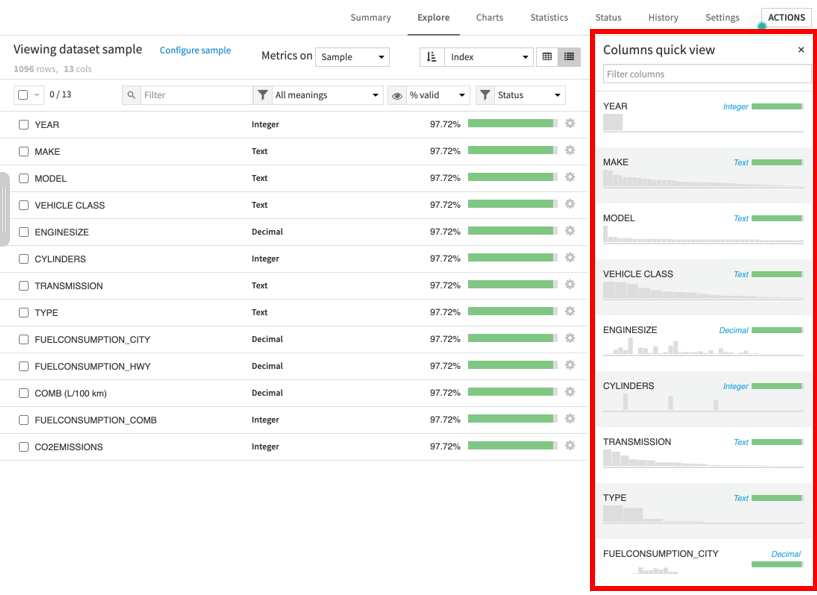 Summary Explore Charts Statistics Status History Settings ACTIONS
Viewing dataset sample Configure sample
1096 rows, 13 cols
Metrics on Sample Index
0 / 13 Filter All meanings % valid Status
YEAR Integer 97.72%
MAKE Text 97.72%
MODEL Text 97.72%
VEHICLE CLASS Text 97.72%
ENGINESIZE Decimal 97.72%
CYLINDERS Integer 97.72%
TRANSMISSION Text 97.72%
TYPE Text 97.72%
FUELCONSUMPTION_CITY Decimal 97.72%
FUELCONSUMPTION_HWY Decimal 97.72%
COMB (L/100 km) Decimal 97.72%
FUELCONSUMPTION_COMB Integer 97.72%
CO2EMISSIONS Integer 97.72%
Columns quick view ×
Filter columns
YEAR Integer
MAKE Text
MODEL Text
VEHICLE CLASS Text
ENGINESIZE Decimal
CYLINDERS Integer
TRANSMISSION Text
TYPE Text
FUELCONSUMPTION_CITY Decimal